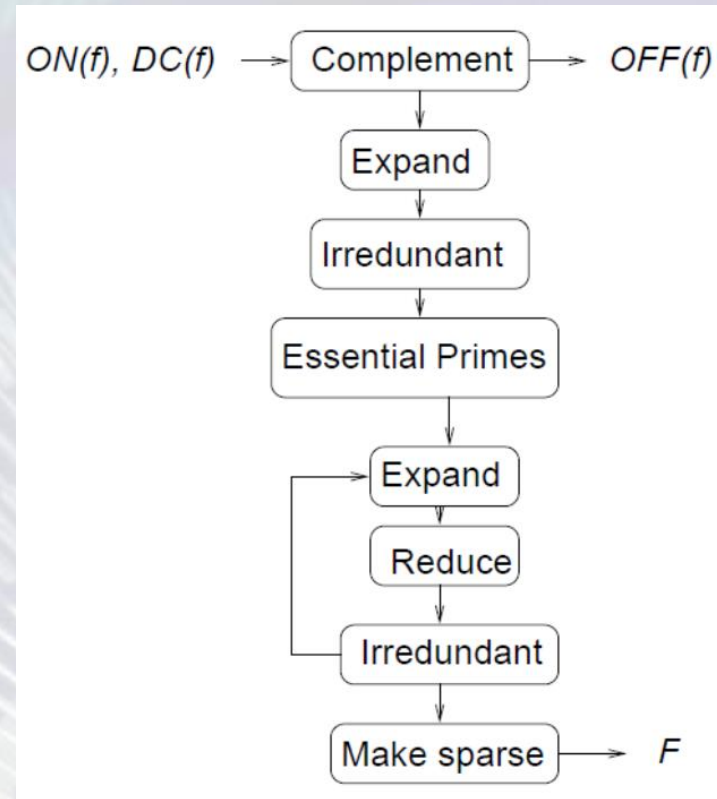 ON(f), DC(f) Complement OFF(f)
Expand
Irredundant
Essential Primes
Expand
Reduce
Irredundant
Make sparse F